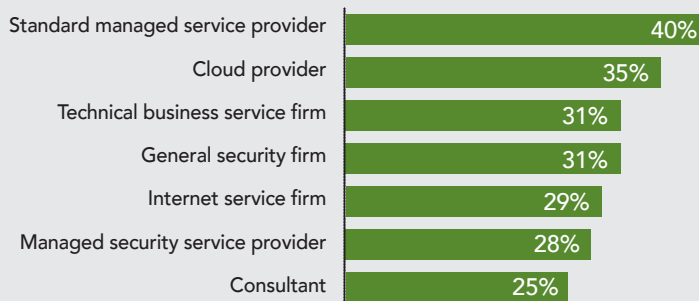 Standard managed service provider 40%
Cloud provider 35%
Technical business service firm 31%
General security firm 31%
Internet service firm 29%
Managed security service provider 28%
Consultant 25%